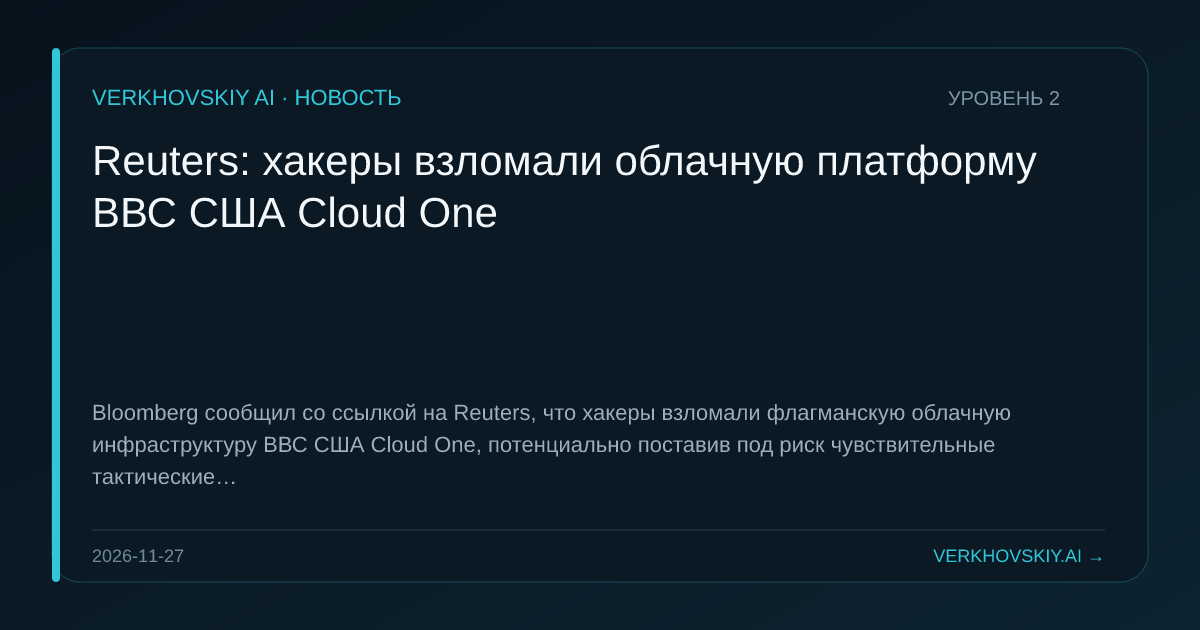 VERKHOVSKIY AI · НОВОСТЬ
УРОВЕНЬ 2
Reuters: хакеры взломали облачную платформу
ВВС США Cloud One
Bloomberg сообщил со ссылкой на Reuters, что хакеры взломали флагманскую облачную
инфраструктуру ВВС США Cloud One, потенциально поставив под риск чувствительные
тактические…
2026-11-27
VERKHOVSKIY.AI →